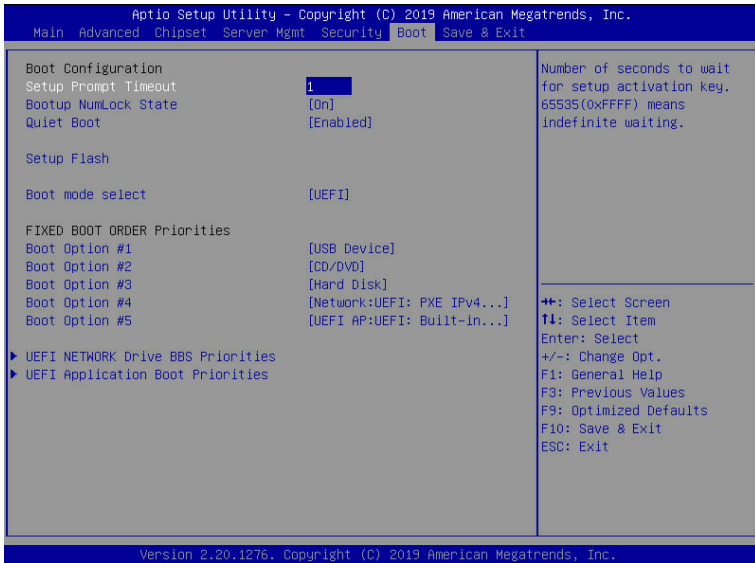 Aptio Setup Utility – Copyright (C) 2019 American Megatrends, Inc.
Main Advanced Chipset Server Mgmt Security Boot Save & Exit
Boot Configuration
Setup Prompt Timeout 1
Bootup NumLock State [On]
Quiet Boot [Enabled]
Setup Flash
Boot mode select [UEFI]
FIXED BOOT ORDER Priorities
Boot Option #1 [USB Device]
Boot Option #2 [CD/DVD]
Boot Option #3 [Hard Disk]
Boot Option #4 [Network:UEFI: PXE IPv4...]
Boot Option #5 [UEFI AP:UEFI: Built-in...]
UEFI NETWORK Drive BBS Priorities
UEFI Application Boot Priorities
Number of seconds to wait
for setup activation key.
65535(0xFFFF) means
indefinite waiting.
→←: Select Screen
↑↓: Select Item
Enter: Select
+/-: Change Opt.
F1: General Help
F3: Previous Values
F9: Optimized Defaults
F10: Save & Exit
ESC: Exit
Version 2.20.1276. Copyright (C) 2019 American Megatrends, Inc.